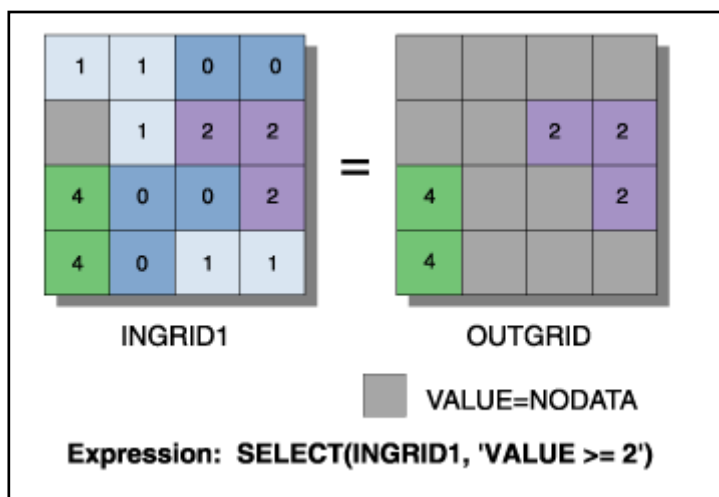 1 1 0 0
1 2 2 2 2
4 0 0 2 = 4 2
4 0 1 1 4
INGRID1 OUTGRID
VALUE=NODATA
Expression: SELECT(INGRID1, 'VALUE >= 2')